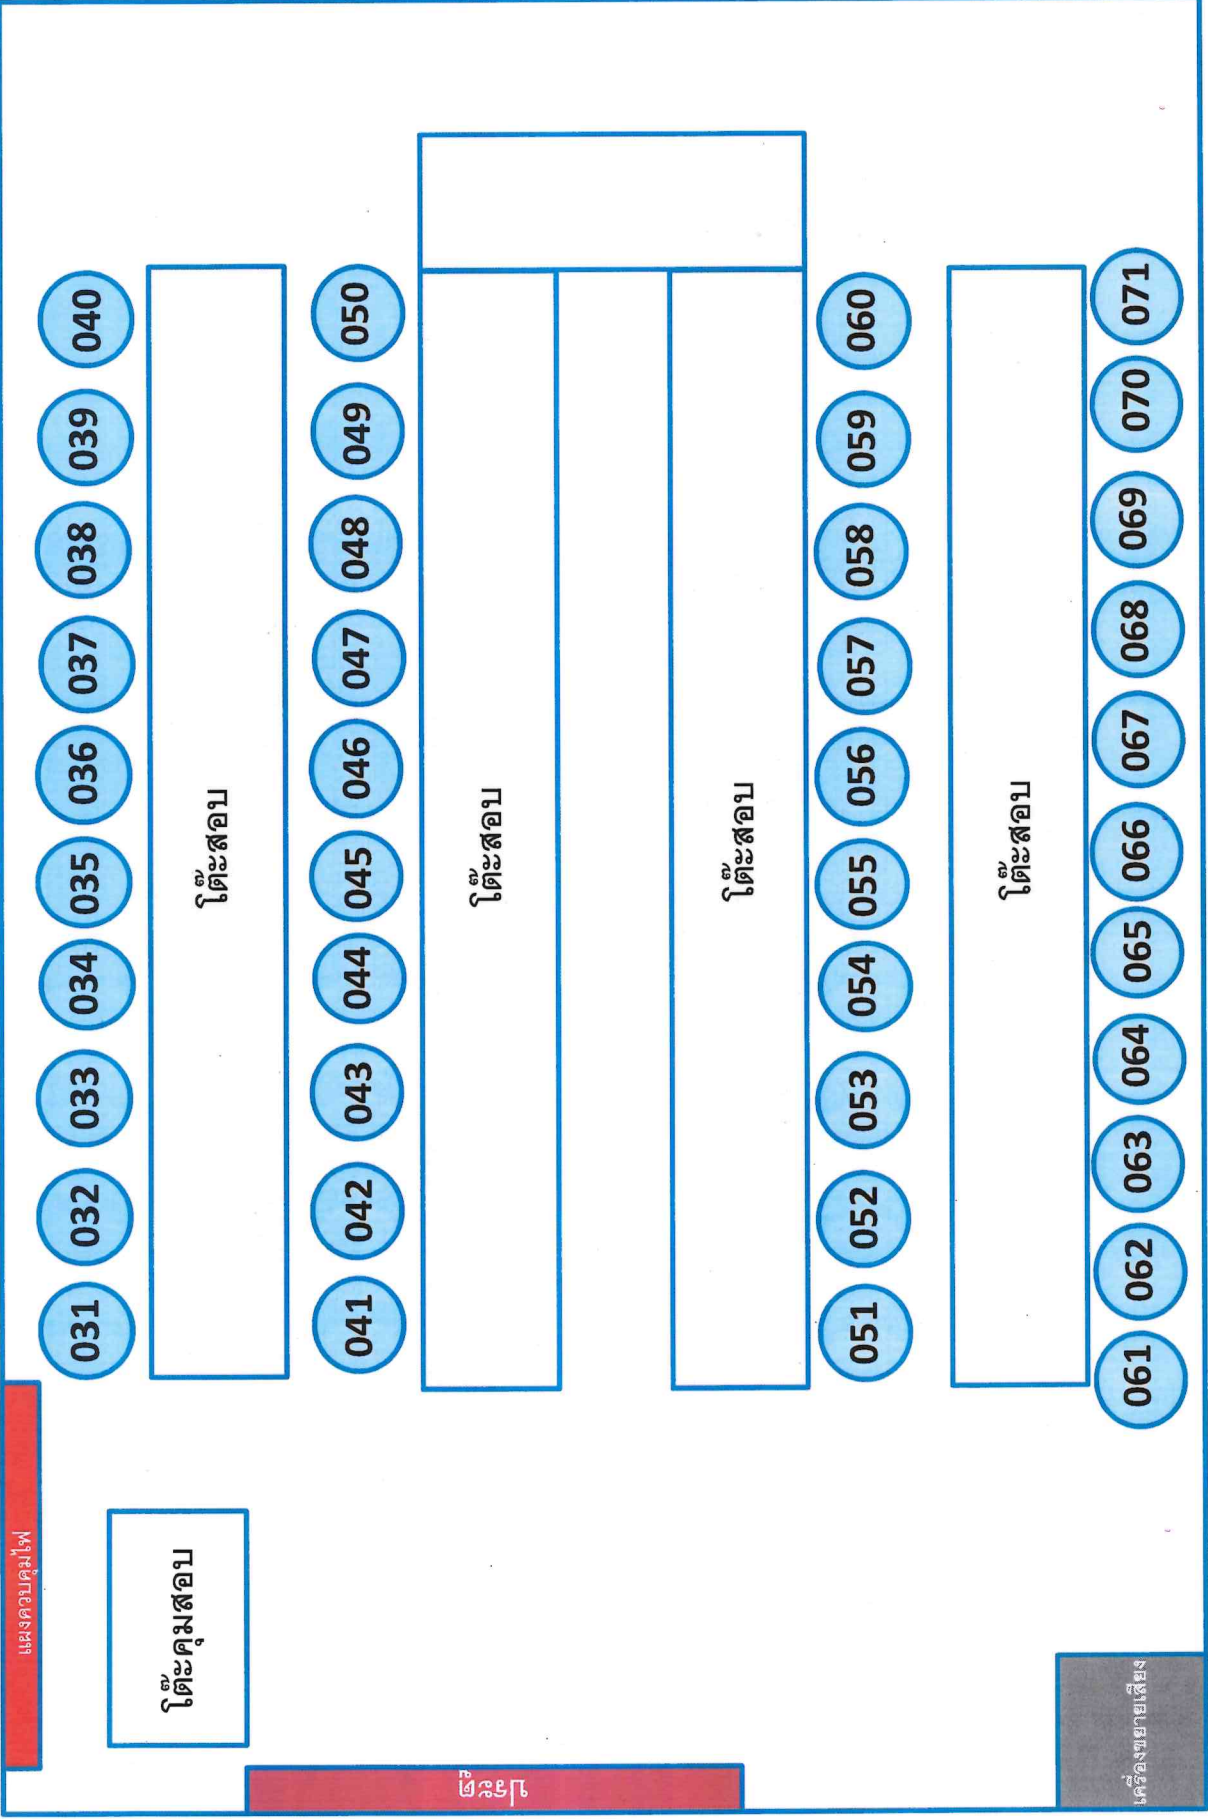 แผงควบคุมไฟ
031 032 033 034 035 036 037 038 039 040
โต๊ะคุมสอบ
โต๊ะสอบ
041 042 043 044 045 046 047 048 049 050
โต๊ะสอบ
ประตู
โต๊ะสอบ
051 052 053 054 055 056 057 058 059 060
โต๊ะสอบ
061 062 063 064 065 066 067 068 069 070 071
เครื่องขยายเสียง